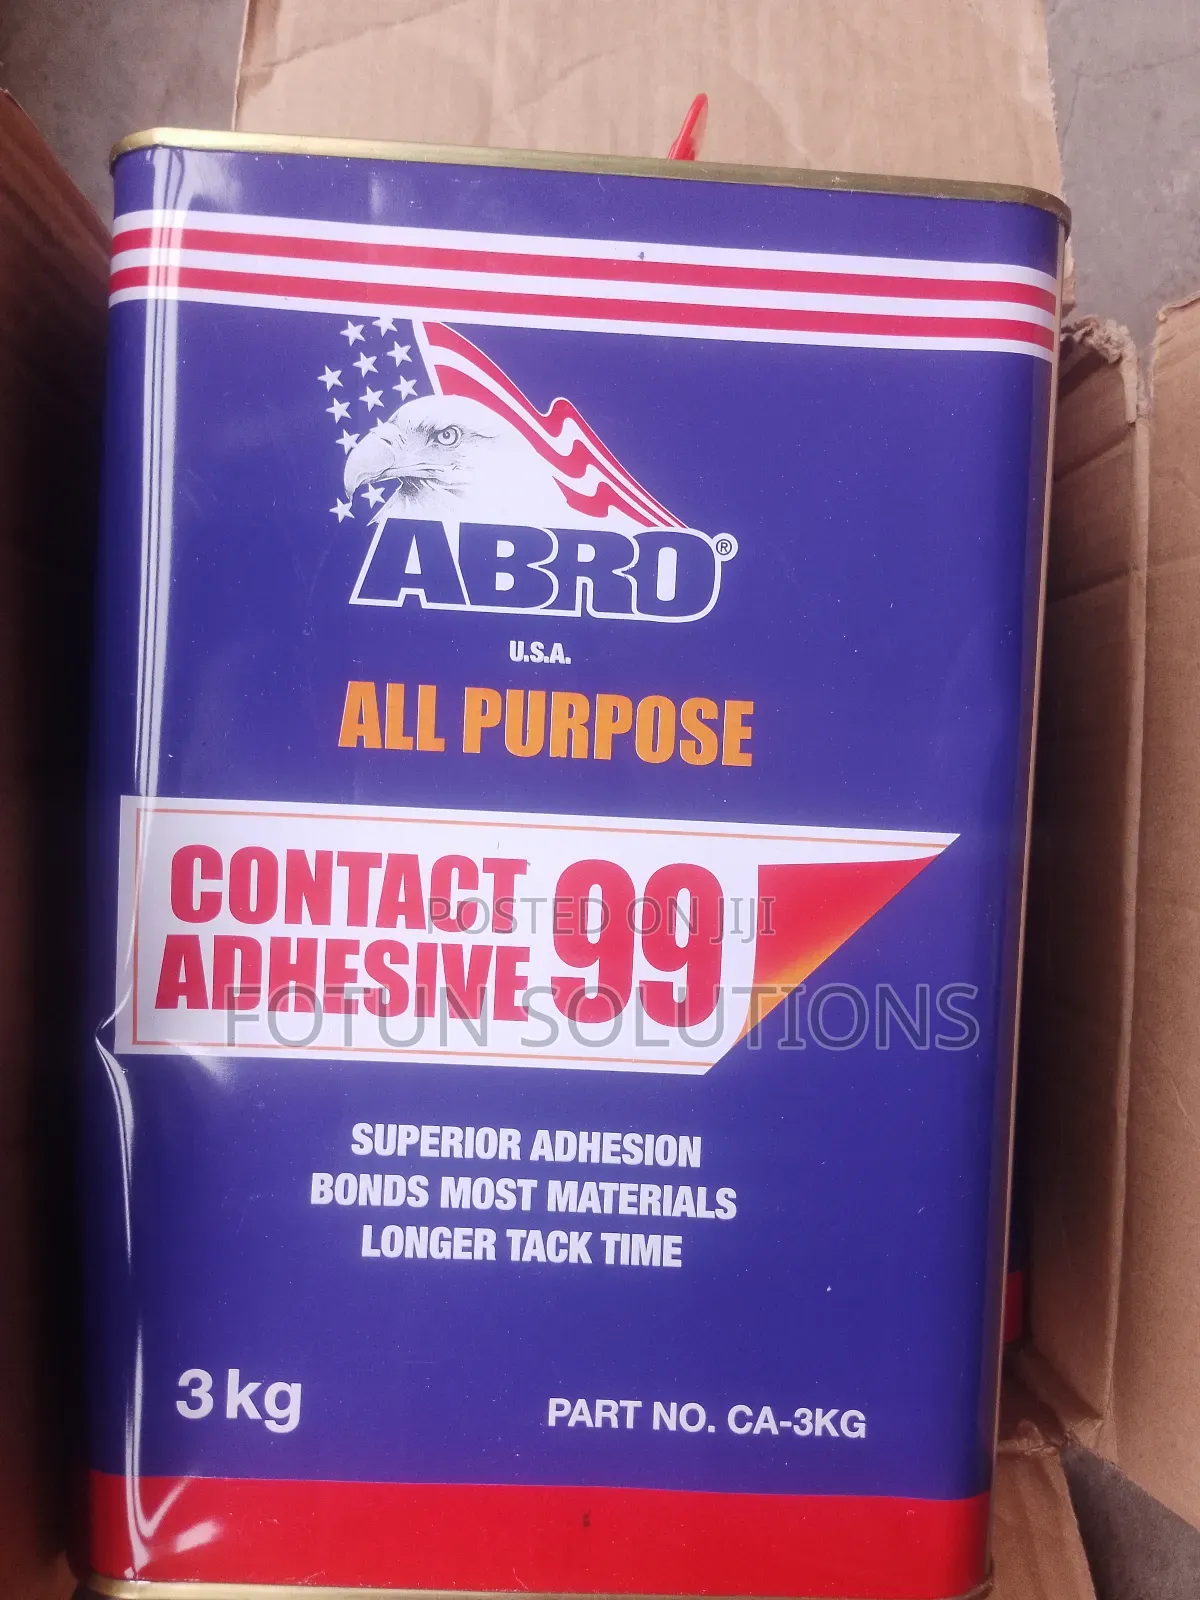 ABRO®
U.S.A.
ALL PURPOSE
CONTACT
ADHESIVE 99
POSTED ON JIJI
FOTUN SOLUTIONS
SUPERIOR ADHESION
BONDS MOST MATERIALS
LONGER TACK TIME
3kg
PART NO. CA-3KG